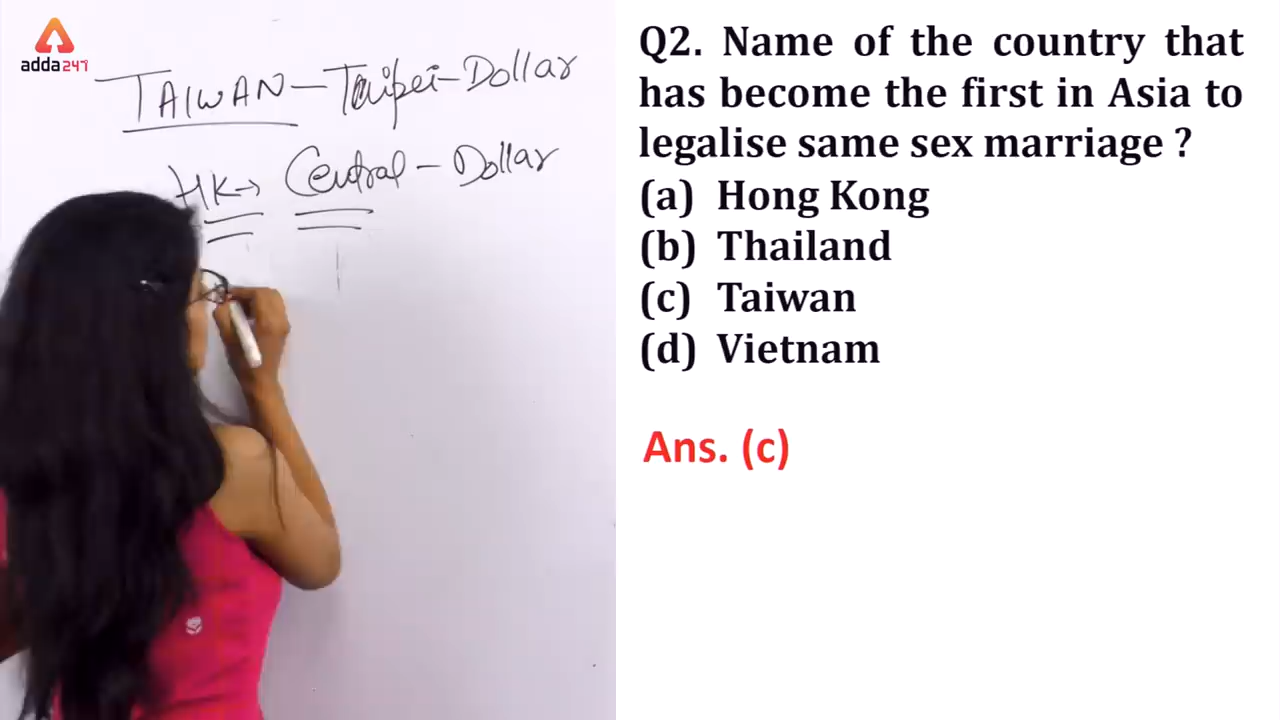 adda247
TAIWAN - Taipei - Dollar
HK → Central - Dollar
Q2. Name of the country that
has become the first in Asia to
legalise same sex marriage ?
(a) Hong Kong
(b) Thailand
(c) Taiwan
(d) Vietnam
Ans. (c)